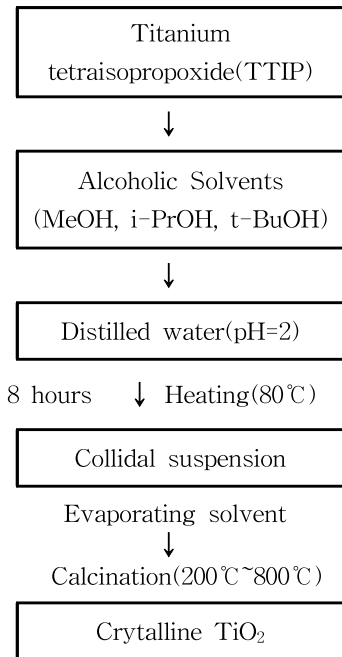 Titanium
tetraisopropoxide(TTIP)
↓
Alcoholic Solvents
(MeOH, i-PrOH, t-BuOH)
↓
Distilled water(pH=2)
8 hours ↓ Heating(80℃)
Collidal suspension
Evaporating solvent
↓
Calcination(200℃~800℃)
Crytalline TiO₂